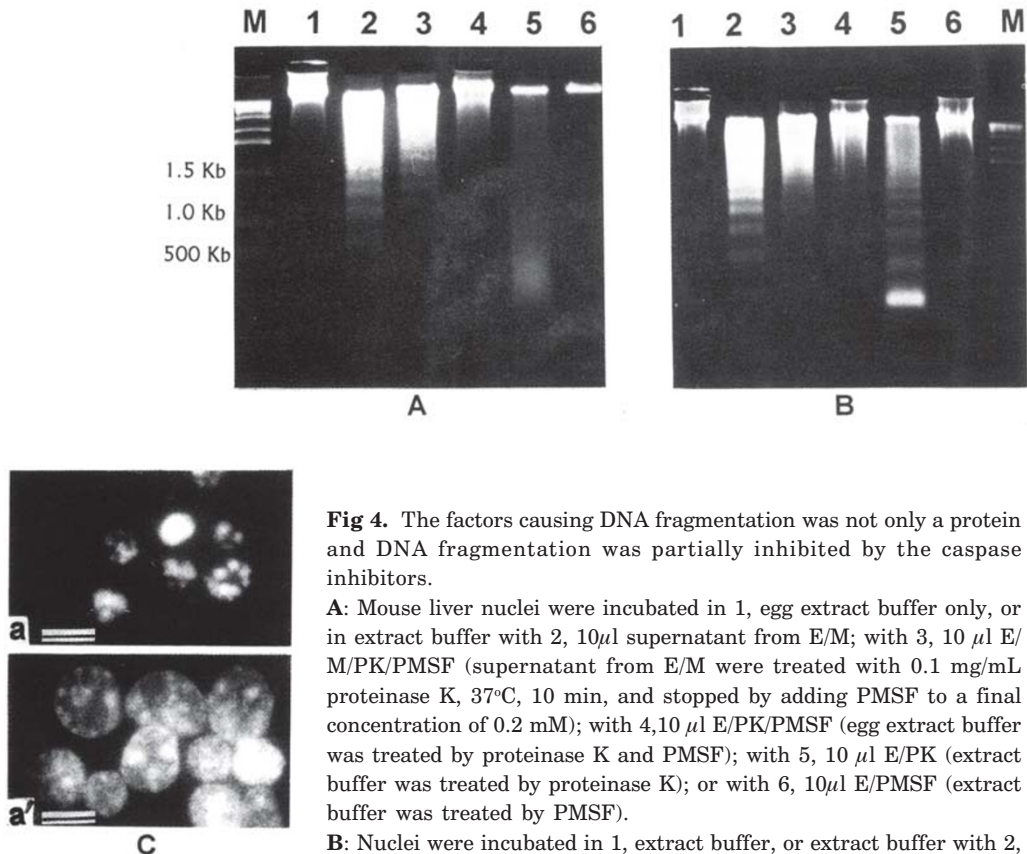 M 1 2 3 4 5 6
1 2 3 4 5 6 M
1.5 Kb
1.0 Kb
500 Kb
A
B
a
a′
C
Fig 4. The factors causing DNA fragmentation was not only a protein
and DNA fragmentation was partially inhibited by the caspase
inhibitors.
A: Mouse liver nuclei were incubated in 1, egg extract buffer only, or
in extract buffer with 2, 10μl supernatant from E/M; with 3, 10 μl E/
M/PK/PMSF (supernatant from E/M were treated with 0.1 mg/mL
proteinase K, 37°C, 10 min, and stopped by adding PMSF to a final
concentration of 0.2 mM); with 4,10 μl E/PK/PMSF (egg extract buffer
was treated by proteinase K and PMSF); with 5, 10 μl E/PK (extract
buffer was treated by proteinase K); or with 6, 10μl E/PMSF (extract
buffer was treated by PMSF).
B: Nuclei were incubated in 1, extract buffer, or extract buffer with 2,